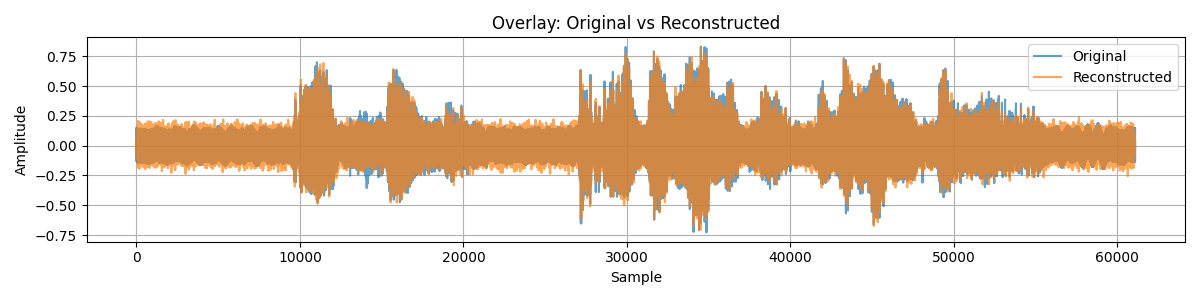 Overlay: Original vs Reconstructed
Original
Reconstructed
Amplitude
0.75
0.50
0.25
0.00
−0.25
−0.50
−0.75
0 10000 20000 30000 40000 50000 60000
Sample